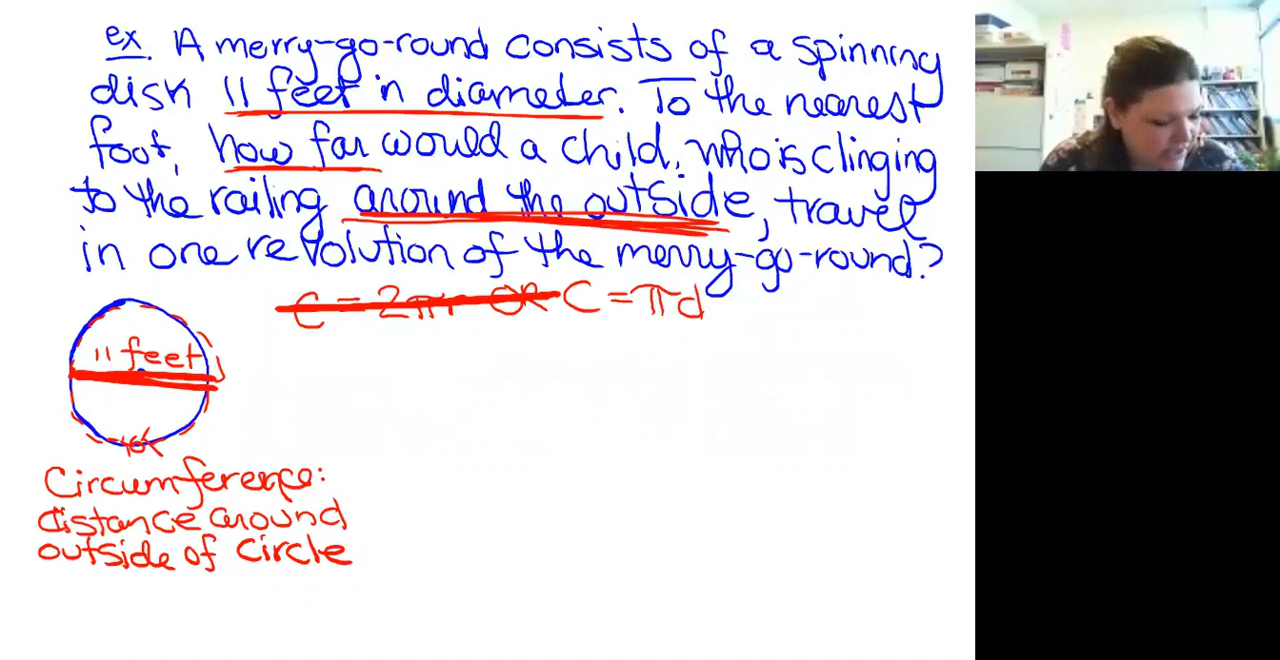 ex. A merry-go-round consists of a spinning
disk 11 feet in diameter. To the nearest
foot, how far would a child, who is clinging
to the railing around the outside, travel
in one revolution of the merry-go-round?
C = 2πr OR C = πd
11 feet
Circumference:
distance around
outside of circle